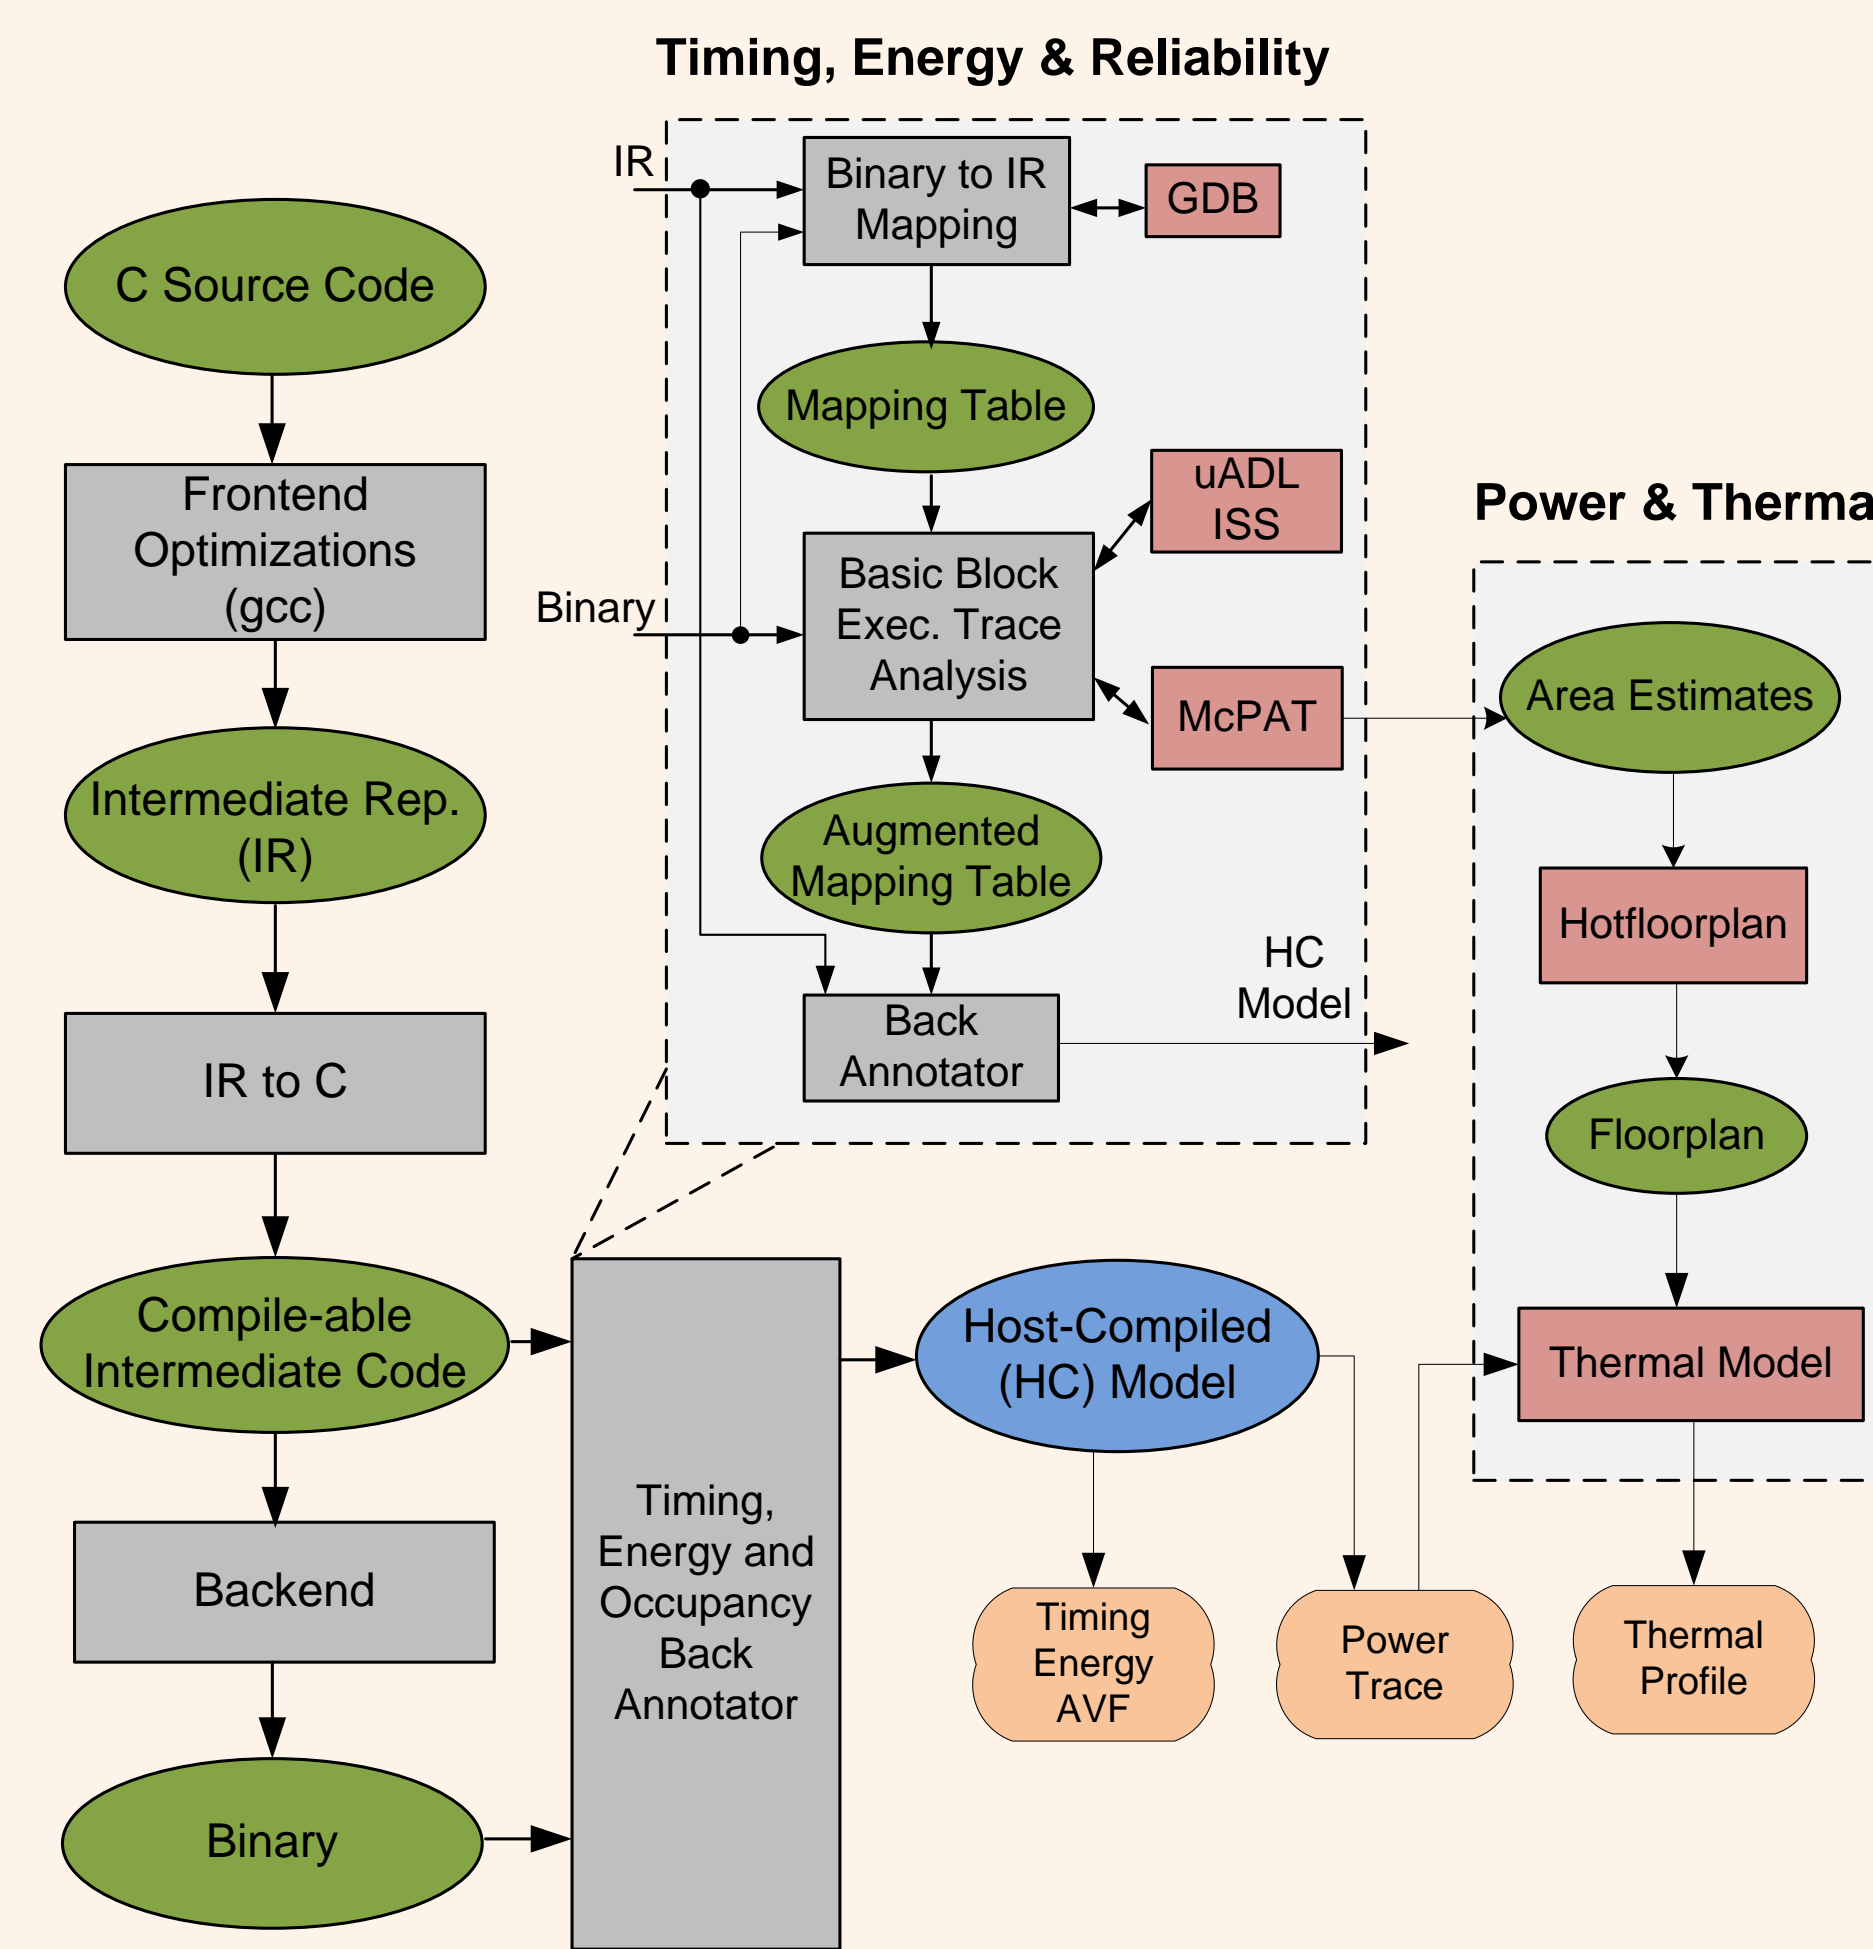 Timing, Energy & Reliability
IR
Binary to IR
Mapping
GDB
C Source Code
Mapping Table
Frontend
Optimizations
(gcc)
uADL
ISS
Power & Therma
Binary
Basic Block
Exec. Trace
Analysis
McPAT
Area Estimates
Intermediate Rep.
(IR)
Augmented
Mapping Table
Hotfloorplan
HC
Model
IR to C
Back
Annotator
Floorplan
Compile-able
Intermediate Code
Host-Compiled
(HC) Model
Thermal Model
Timing,
Energy and
Occupancy
Back
Annotator
Backend
Timing
Energy
AVF
Power
Trace
Thermal
Profile
Binary